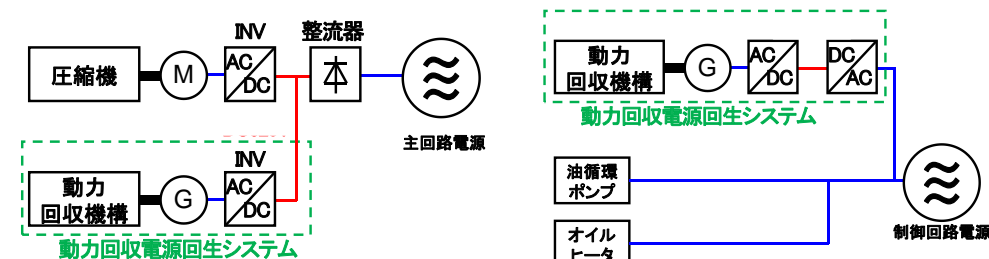 INV
整流器
圧縮機
M
AC
DC
主回路電源
INV
動力
回収機構
G
AC
DC
動力回収電源回生システム
動力
回収機構
G
AC
DC
DC
AC
動力回収電源回生システム
油循環
ポンプ
オイル
ヒータ
制御回路電源